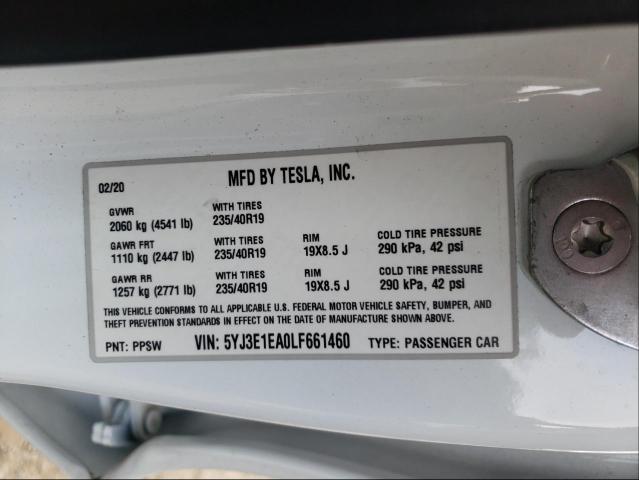 02/20 MFD BY TESLA, INC.
GVWR WITH TIRES
2060 kg (4541 lb) 235/40R19
GAWR FRT WITH TIRES RIM COLD TIRE PRESSURE
1110 kg (2447 lb) 235/40R19 19X8.5 J 290 kPa, 42 psi
GAWR RR WITH TIRES RIM COLD TIRE PRESSURE
1257 kg (2771 lb) 235/40R19 19X8.5 J 290 kPa, 42 psi
THIS VEHICLE CONFORMS TO ALL APPLICABLE U.S. FEDERAL MOTOR VEHICLE SAFETY, BUMPER, AND
THEFT PREVENTION STANDARDS IN EFFECT ON THE DATE OF MANUFACTURE SHOWN ABOVE.
PNT: PPSW VIN: 5YJ3E1EA0LF661460 TYPE: PASSENGER CAR